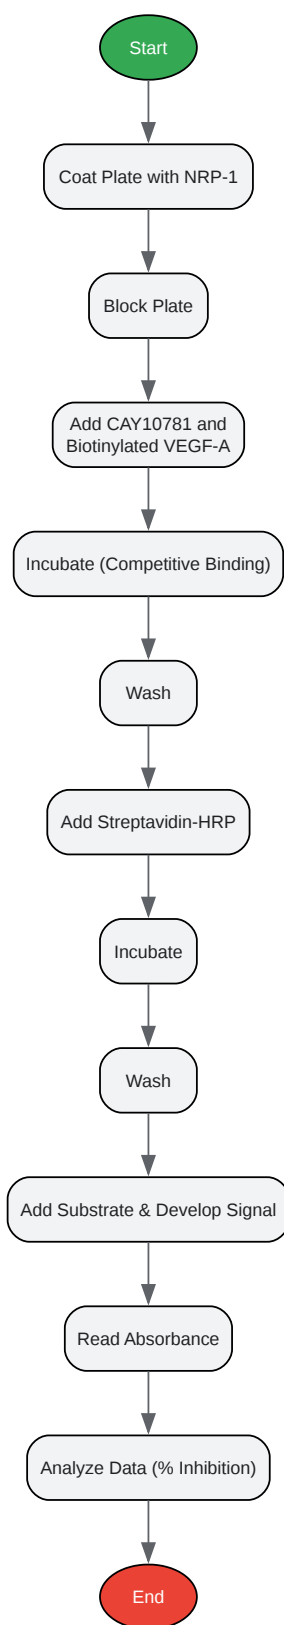 Start
Coat Plate with NRP-1
Block Plate
Add CAY10781 and
Biotinylated VEGF-A
Incubate (Competitive Binding)
Wash
Add Streptavidin-HRP
Incubate
Wash
Add Substrate & Develop Signal
Read Absorbance
Analyze Data (% Inhibition)
End